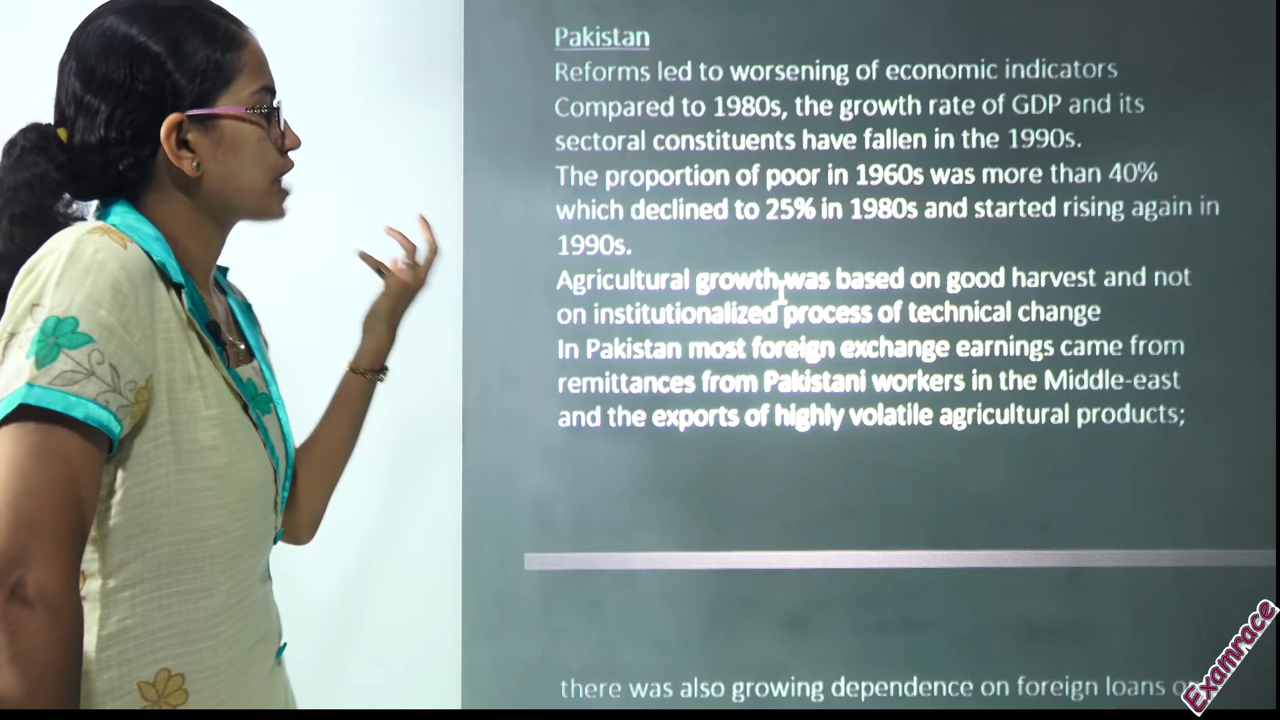 Pakistan
Reforms led to worsening of economic indicators
Compared to 1980s, the growth rate of GDP and its
sectoral constituents have fallen in the 1990s.
The proportion of poor in 1960s was more than 40%
which declined to 25% in 1980s and started rising again in
1990s.
Agricultural growth was based on good harvest and not
on institutionalized process of technical change
In Pakistan most foreign exchange earnings came from
remittances from Pakistani workers in the Middle-east
and the exports of highly volatile agricultural products;
there was also growing dependence on foreign loans
Examrace